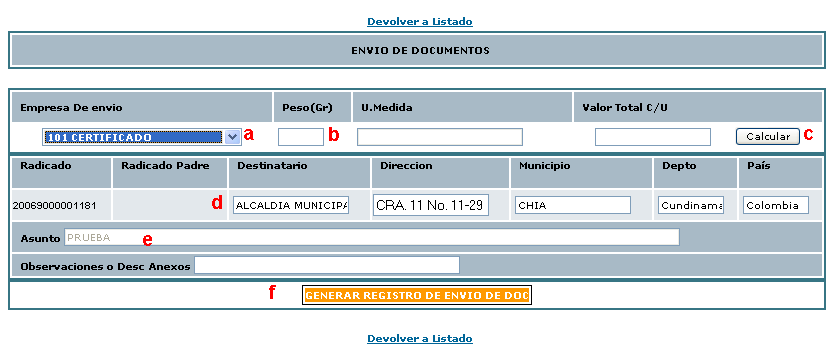 Devolver a Listado
ENVIO DE DOCUMENTOS
Empresa De envio Peso(Gr) U.Medida Valor Total C/U
101 CERTIFICADO a b Calcular c
Radicado Radicado Padre Destinatario Direccion Municipio Depto País
20069000001181 d ALCALDIA MUNICIPA CRA. 11 No. 11-29 CHIA Cundinama Colombia
Asunto PRUEBA e
Observaciones o Desc Anexos
f GENERAR REGISTRO DE ENVIO DE DOC
Devolver a Listado